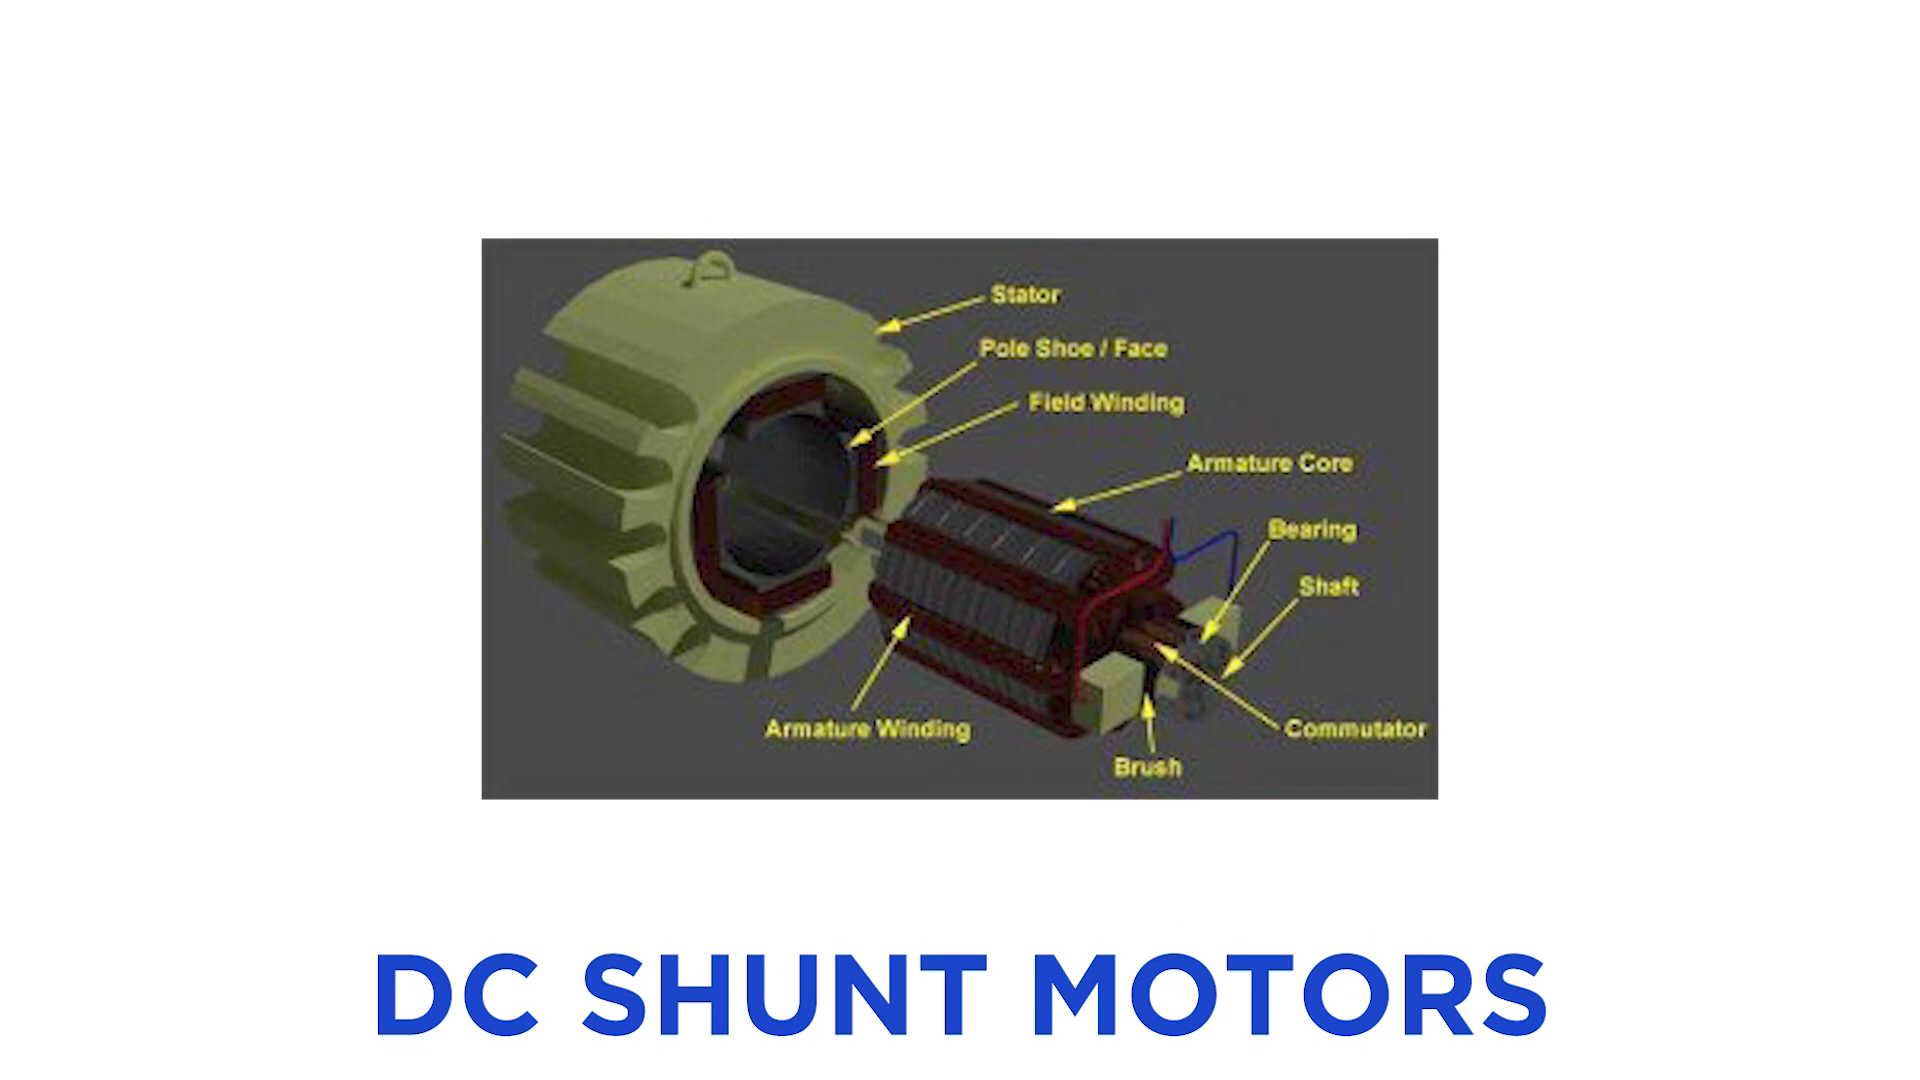 Stator
Pole Shoe / Face
Field Winding
Armature Core
Bearing
Shaft
Armature Winding
Commutator
Brush
DC SHUNT MOTORS